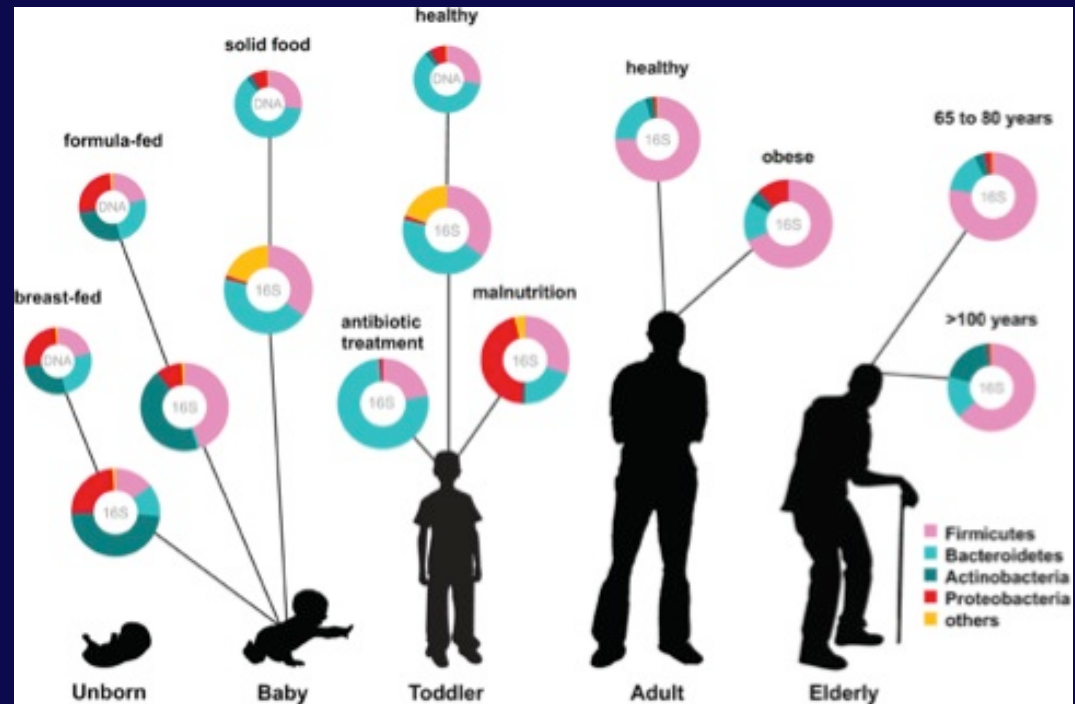 healthy
solid food
DNA
DNA
healthy
16S
65 to 80 years
formula-fed
obese
DNA
16S
16S
16S
breast-fed
16S
malnutrition
antibiotic
treatment
>100 years
DNA
16S
16S
16S
16S
16S
Firmicutes
Bacteroidetes
Actinobacteria
Proteobacteria
others
Unborn
Baby
Toddler
Adult
Elderly